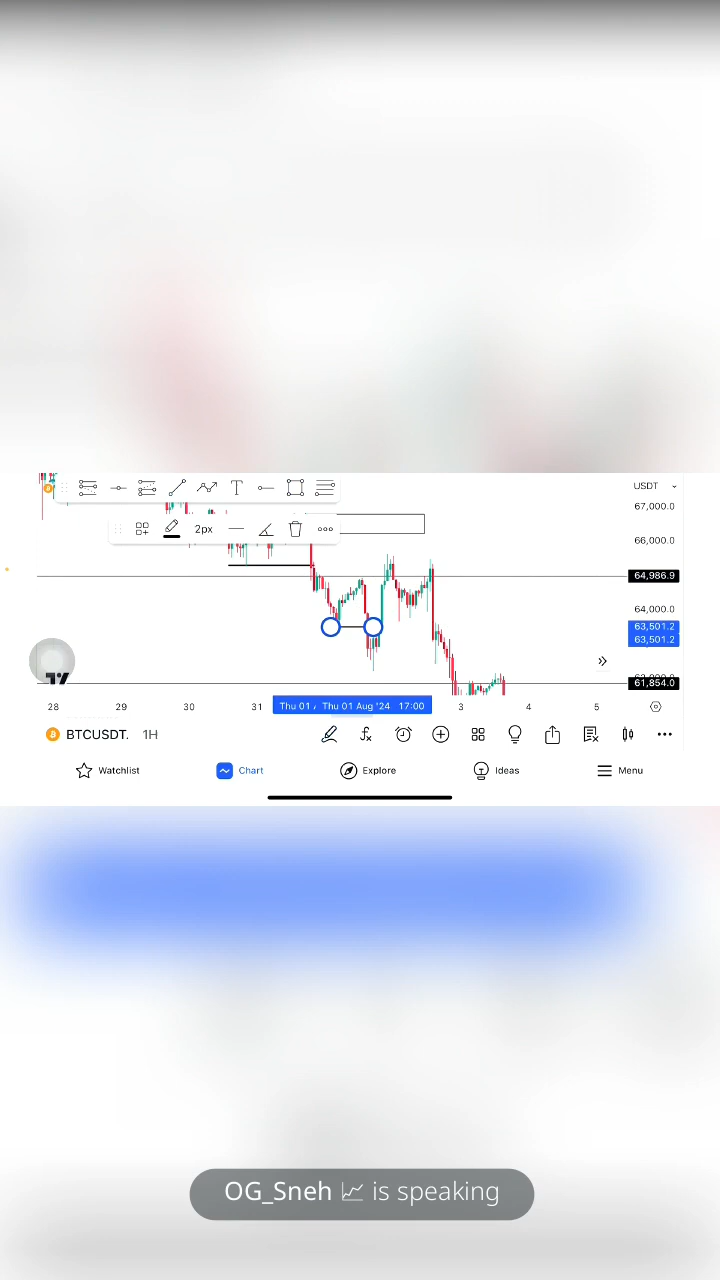 USDT
67,000.0
2px
66,000.0
64,986.9
64,000.0
63,501.2
63,501.2
61,854.0
28
29
30
31
Thu 01
Thu 01 Aug '24 17:00
3
4
5
BTCUSDT.
1H
Watchlist
Chart
Explore
Ideas
Menu
OG_Sneh is speaking